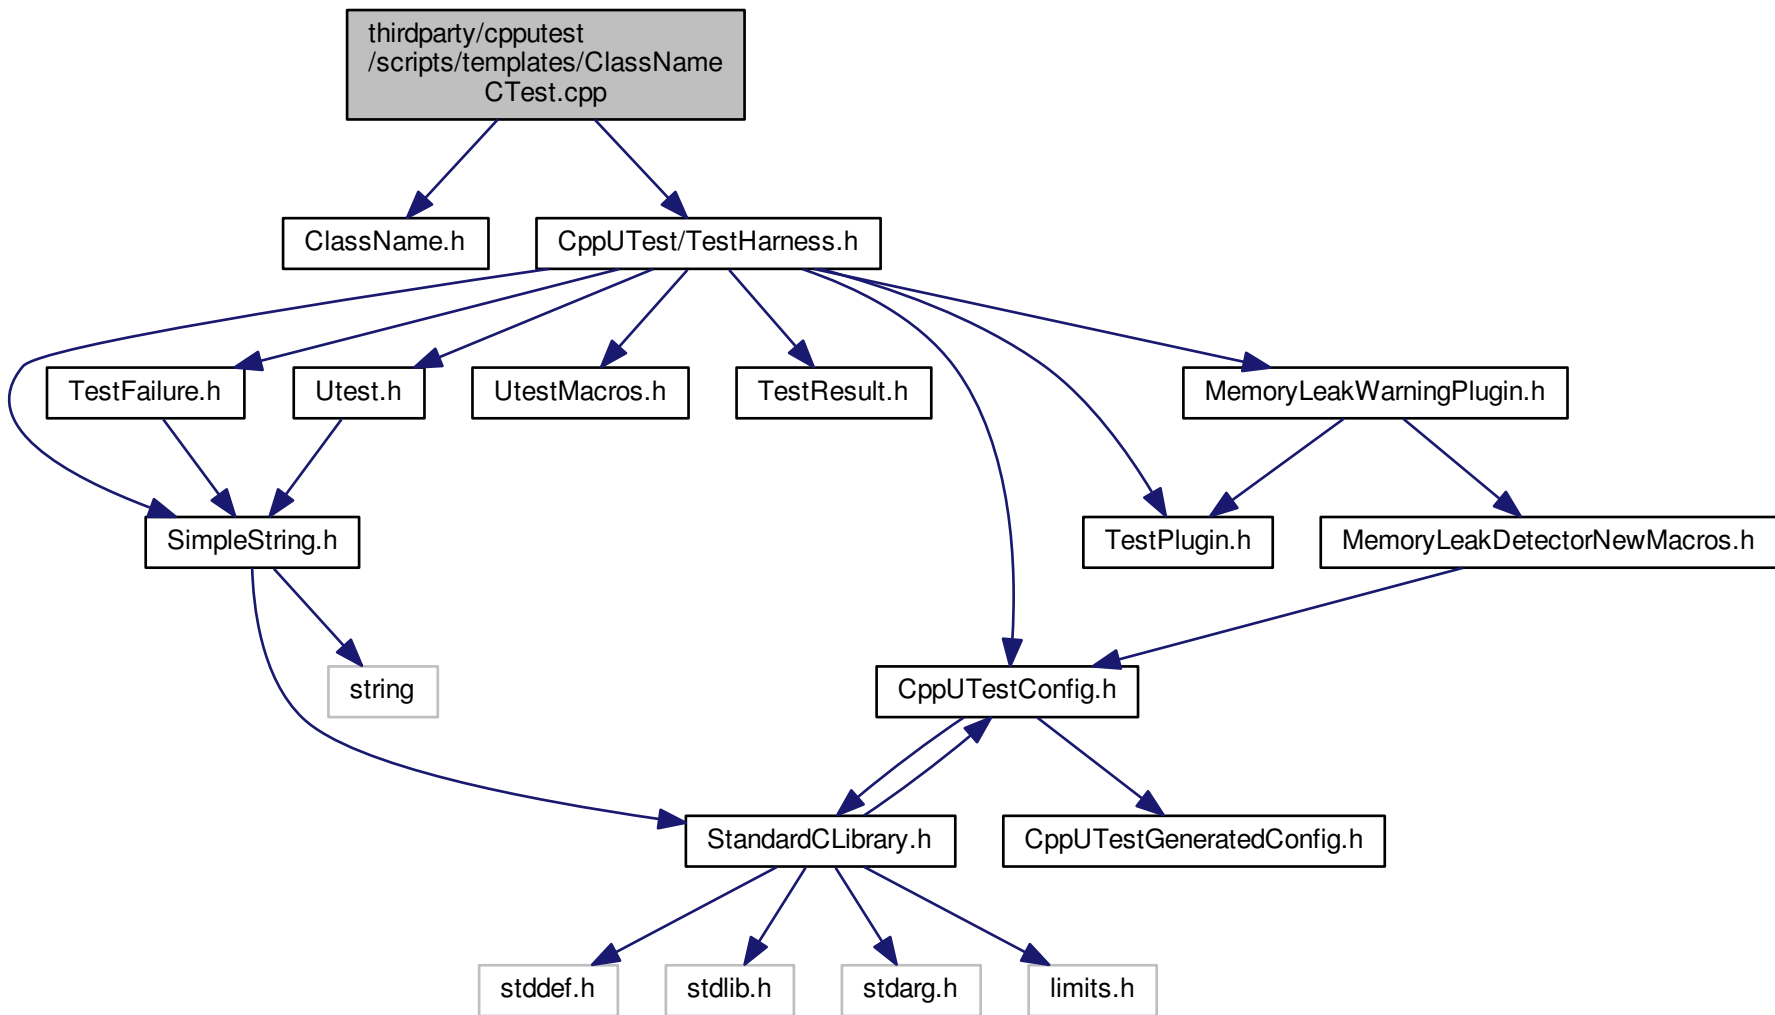 thirdparty/cpputest
/scripts/templates/ClassName
CTest.cpp
ClassName.h
CppUTest/TestHarness.h
TestFailure.h
Utest.h
UtestMacros.h
TestResult.h
MemoryLeakWarningPlugin.h
SimpleString.h
TestPlugin.h
MemoryLeakDetectorNewMacros.h
string
CppUTestConfig.h
StandardCLibrary.h
CppUTestGeneratedConfig.h
stddef.h
stdlib.h
stdarg.h
limits.h